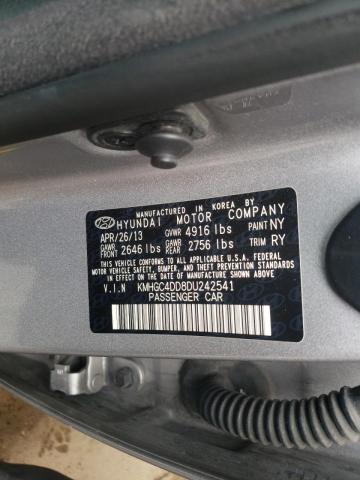 MANUFACTURED IN KOREA BY
HYUNDAI MOTOR COMPANY
APR/26/13 GVWR 4916 lbs PAINT NY
GAWR FRT 2646 lbs GAWR RR 2756 lbs TRIM RY
THIS VEHICLE CONFORMS TO ALL APPLICABLE U.S.
FEDERAL MOTOR VEHICLE SAFETY, BUMPER, AND
THEFT PREVENTION STANDARDS IN EFFECT ON THE
DATE OF MANUFACTURE SHOWN ABOVE.
V.I.N KMHGC4DD8DU242541
PASSENGER CAR